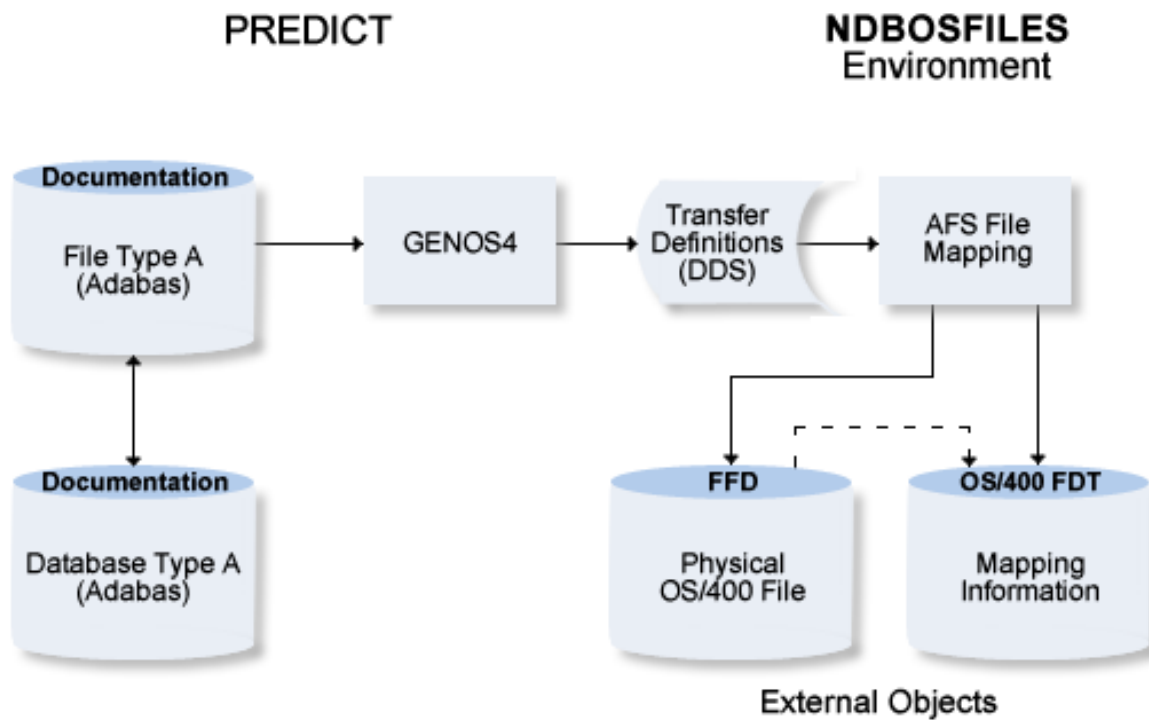 PREDICT
NDBOSFILES
Environment
Documentation
File Type A
(Adabas)
GENOS4
Transfer
Definitions
(DDS)
AFS File
Mapping
Documentation
Database Type A
(Adabas)
FFD
Physical
OS/400 File
OS/400 FDT
Mapping
Information
External Objects